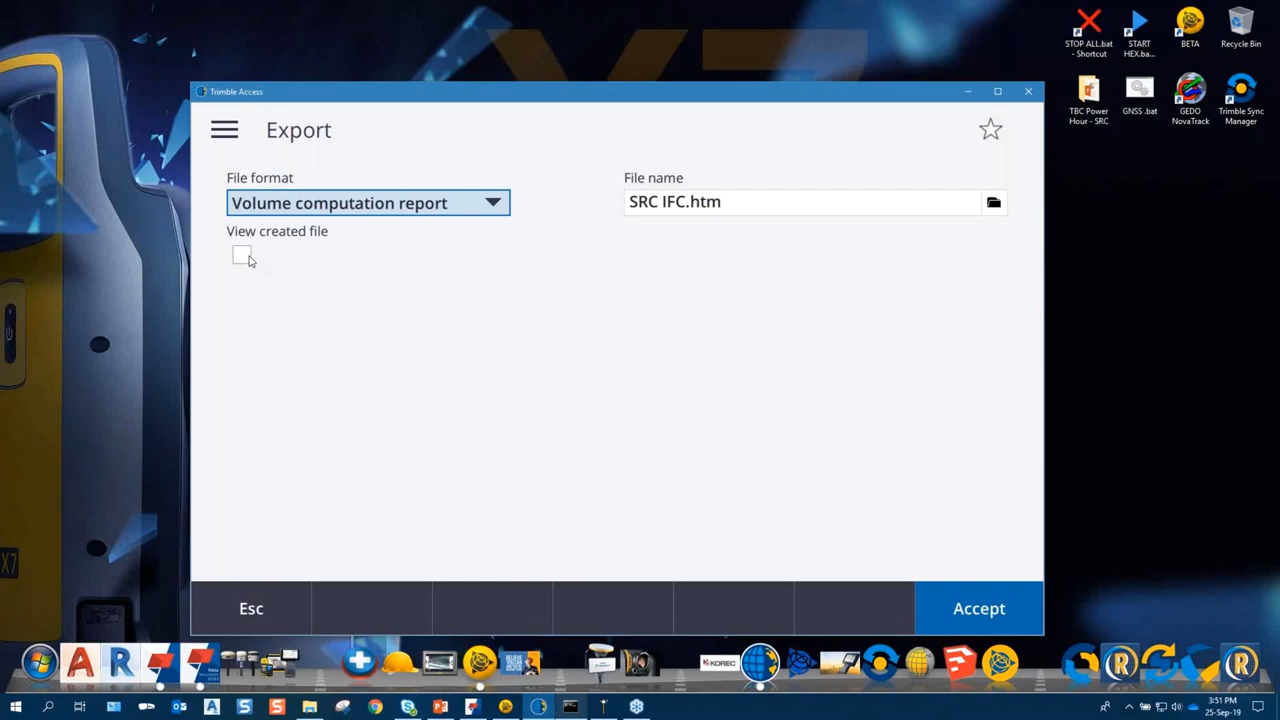 STOP ALL.bat
- Shortcut
START
HEX.ba...
BETA
Recycle Bin
TBC Power
Hour - SRC
GNSS .bat
GEDO
NovaTrack
Trimble Sync
Manager
Trimble Access
Export
File format
Volume computation report
File name
SRC IFC.htm
View created file
Esc
Accept
X7
KOREC
3:51 PM
25-Sep-19